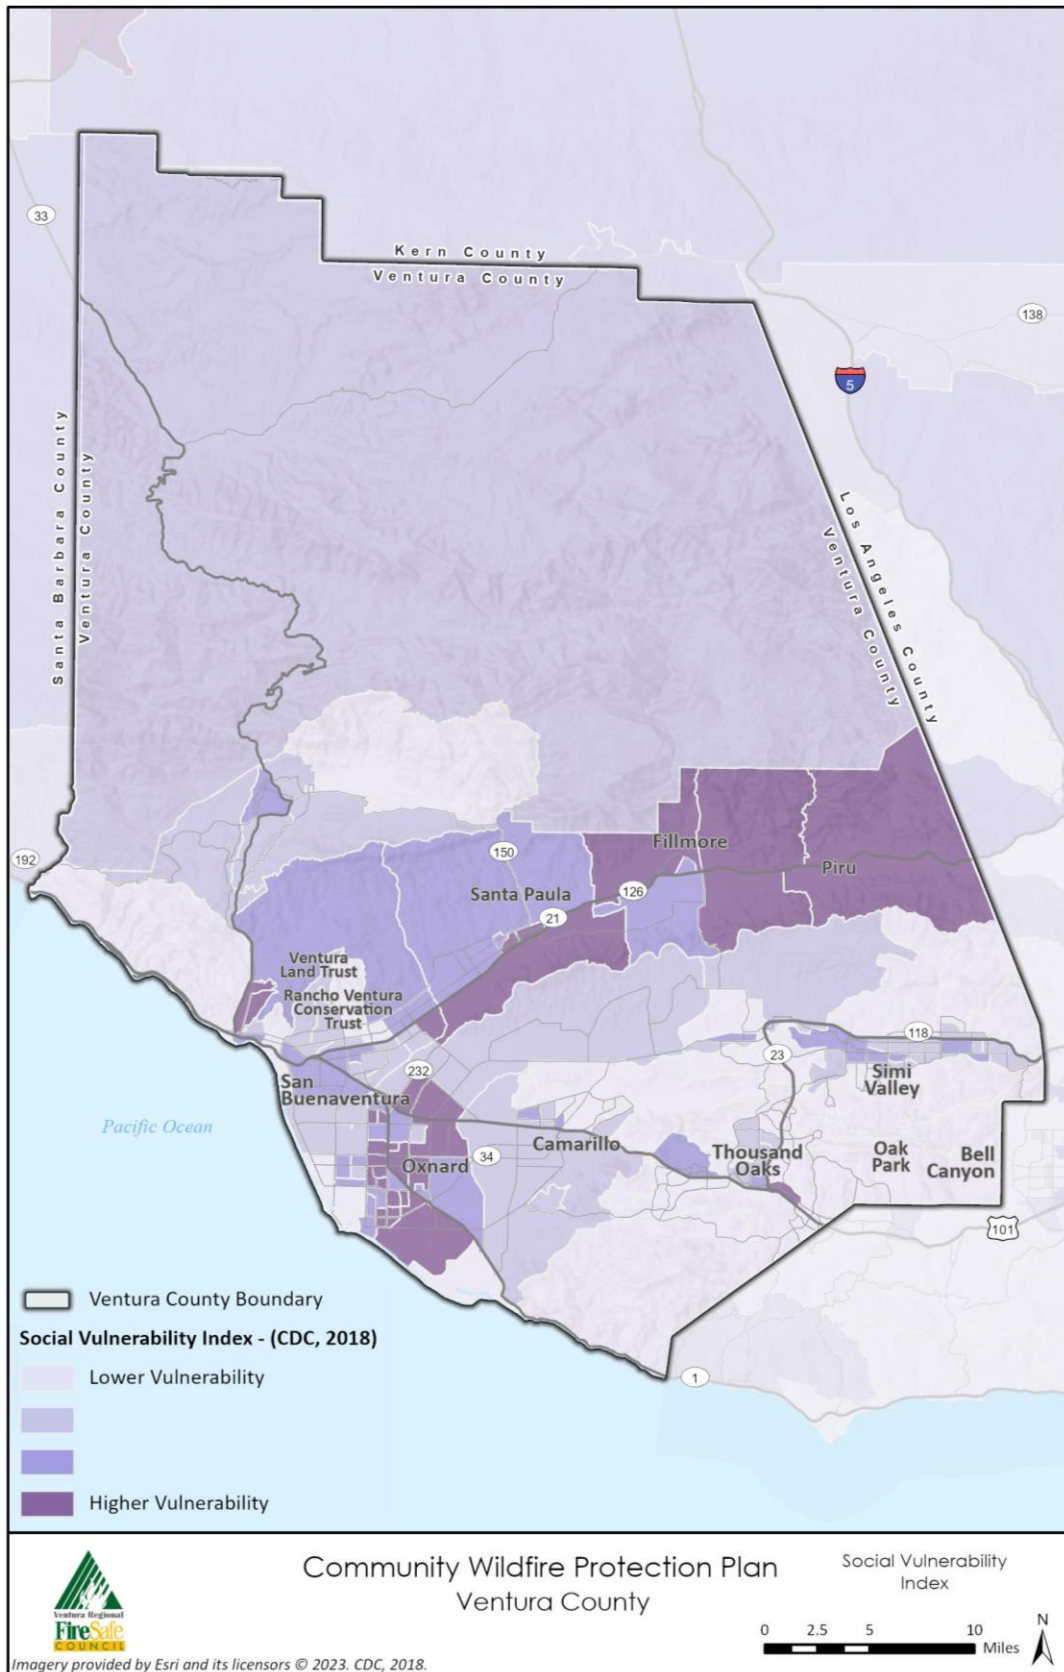 33
Kern County
Ventura County
138
5
Santa Barbara County
Ventura County
Los Angeles County
Ventura County
192
150
Fillmore
Piru
Santa Paula
126
21
Ventura
Land Trust
Rancho Ventura
Conservation
Trust
118
23
232
Simi
Valley
San
Buenaventura
Pacific Ocean
Camarillo
Thousand
Oaks
Oak
Park
Bell
Canyon
Oxnard
34
101
1
Ventura County Boundary
Social Vulnerability Index - (CDC, 2018)
Lower Vulnerability
Higher Vulnerability
Ventura Regional
FireSafe
COUNCIL
Community Wildfire Protection Plan
Ventura County
Social Vulnerability
Index
0 2.5 5 10 Miles
N
Imagery provided by Esri and its licensors © 2023. CDC, 2018.